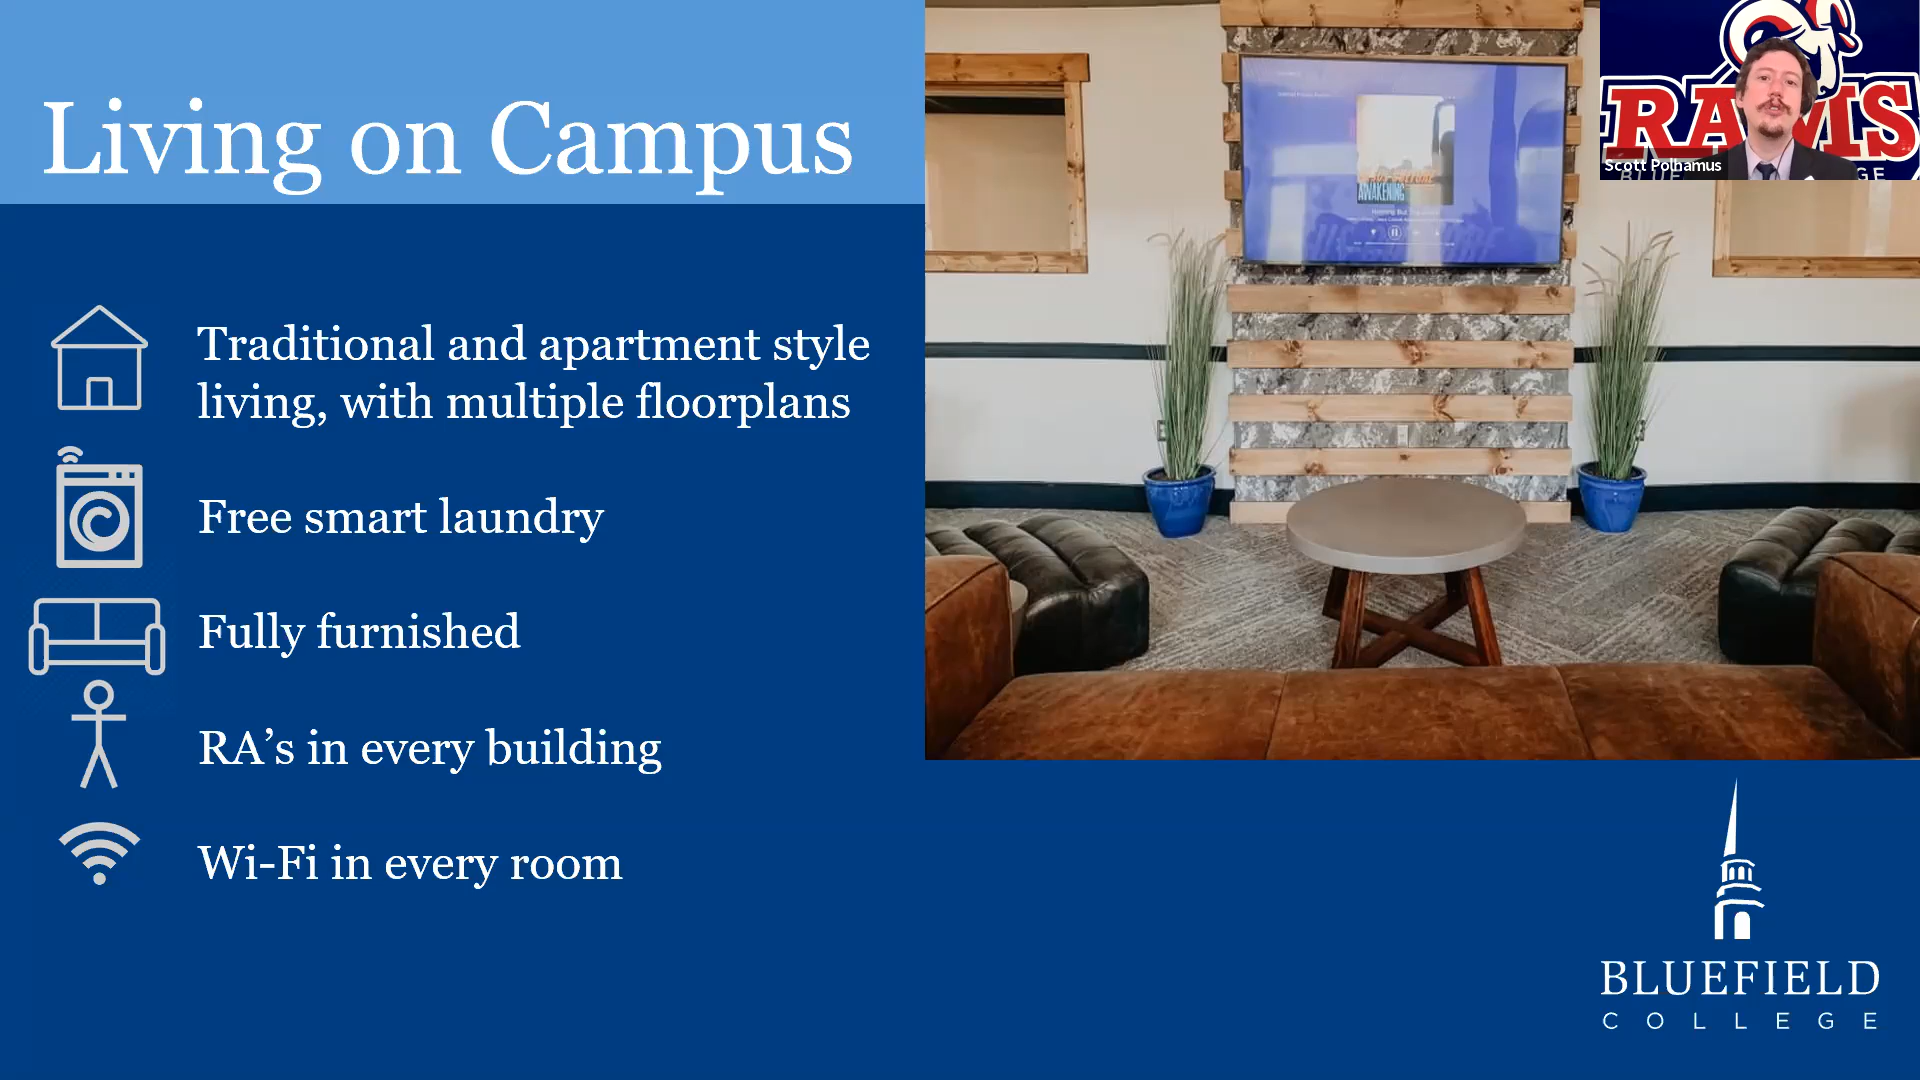 Living on Campus
Traditional and apartment style
living, with multiple floorplans
Free smart laundry
Fully furnished
RA's in every building
Wi-Fi in every room
AWAKENING
RAMS
Scott Polhamus
BLUEFIELD
COLLEGE